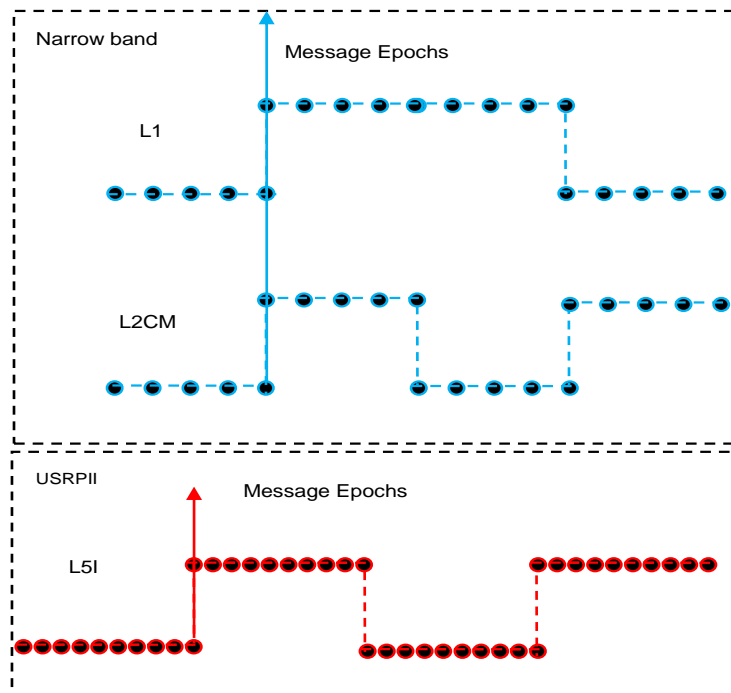 Narrow band
Message Epochs
L1
L2CM
USRPII
Message Epochs
L5I